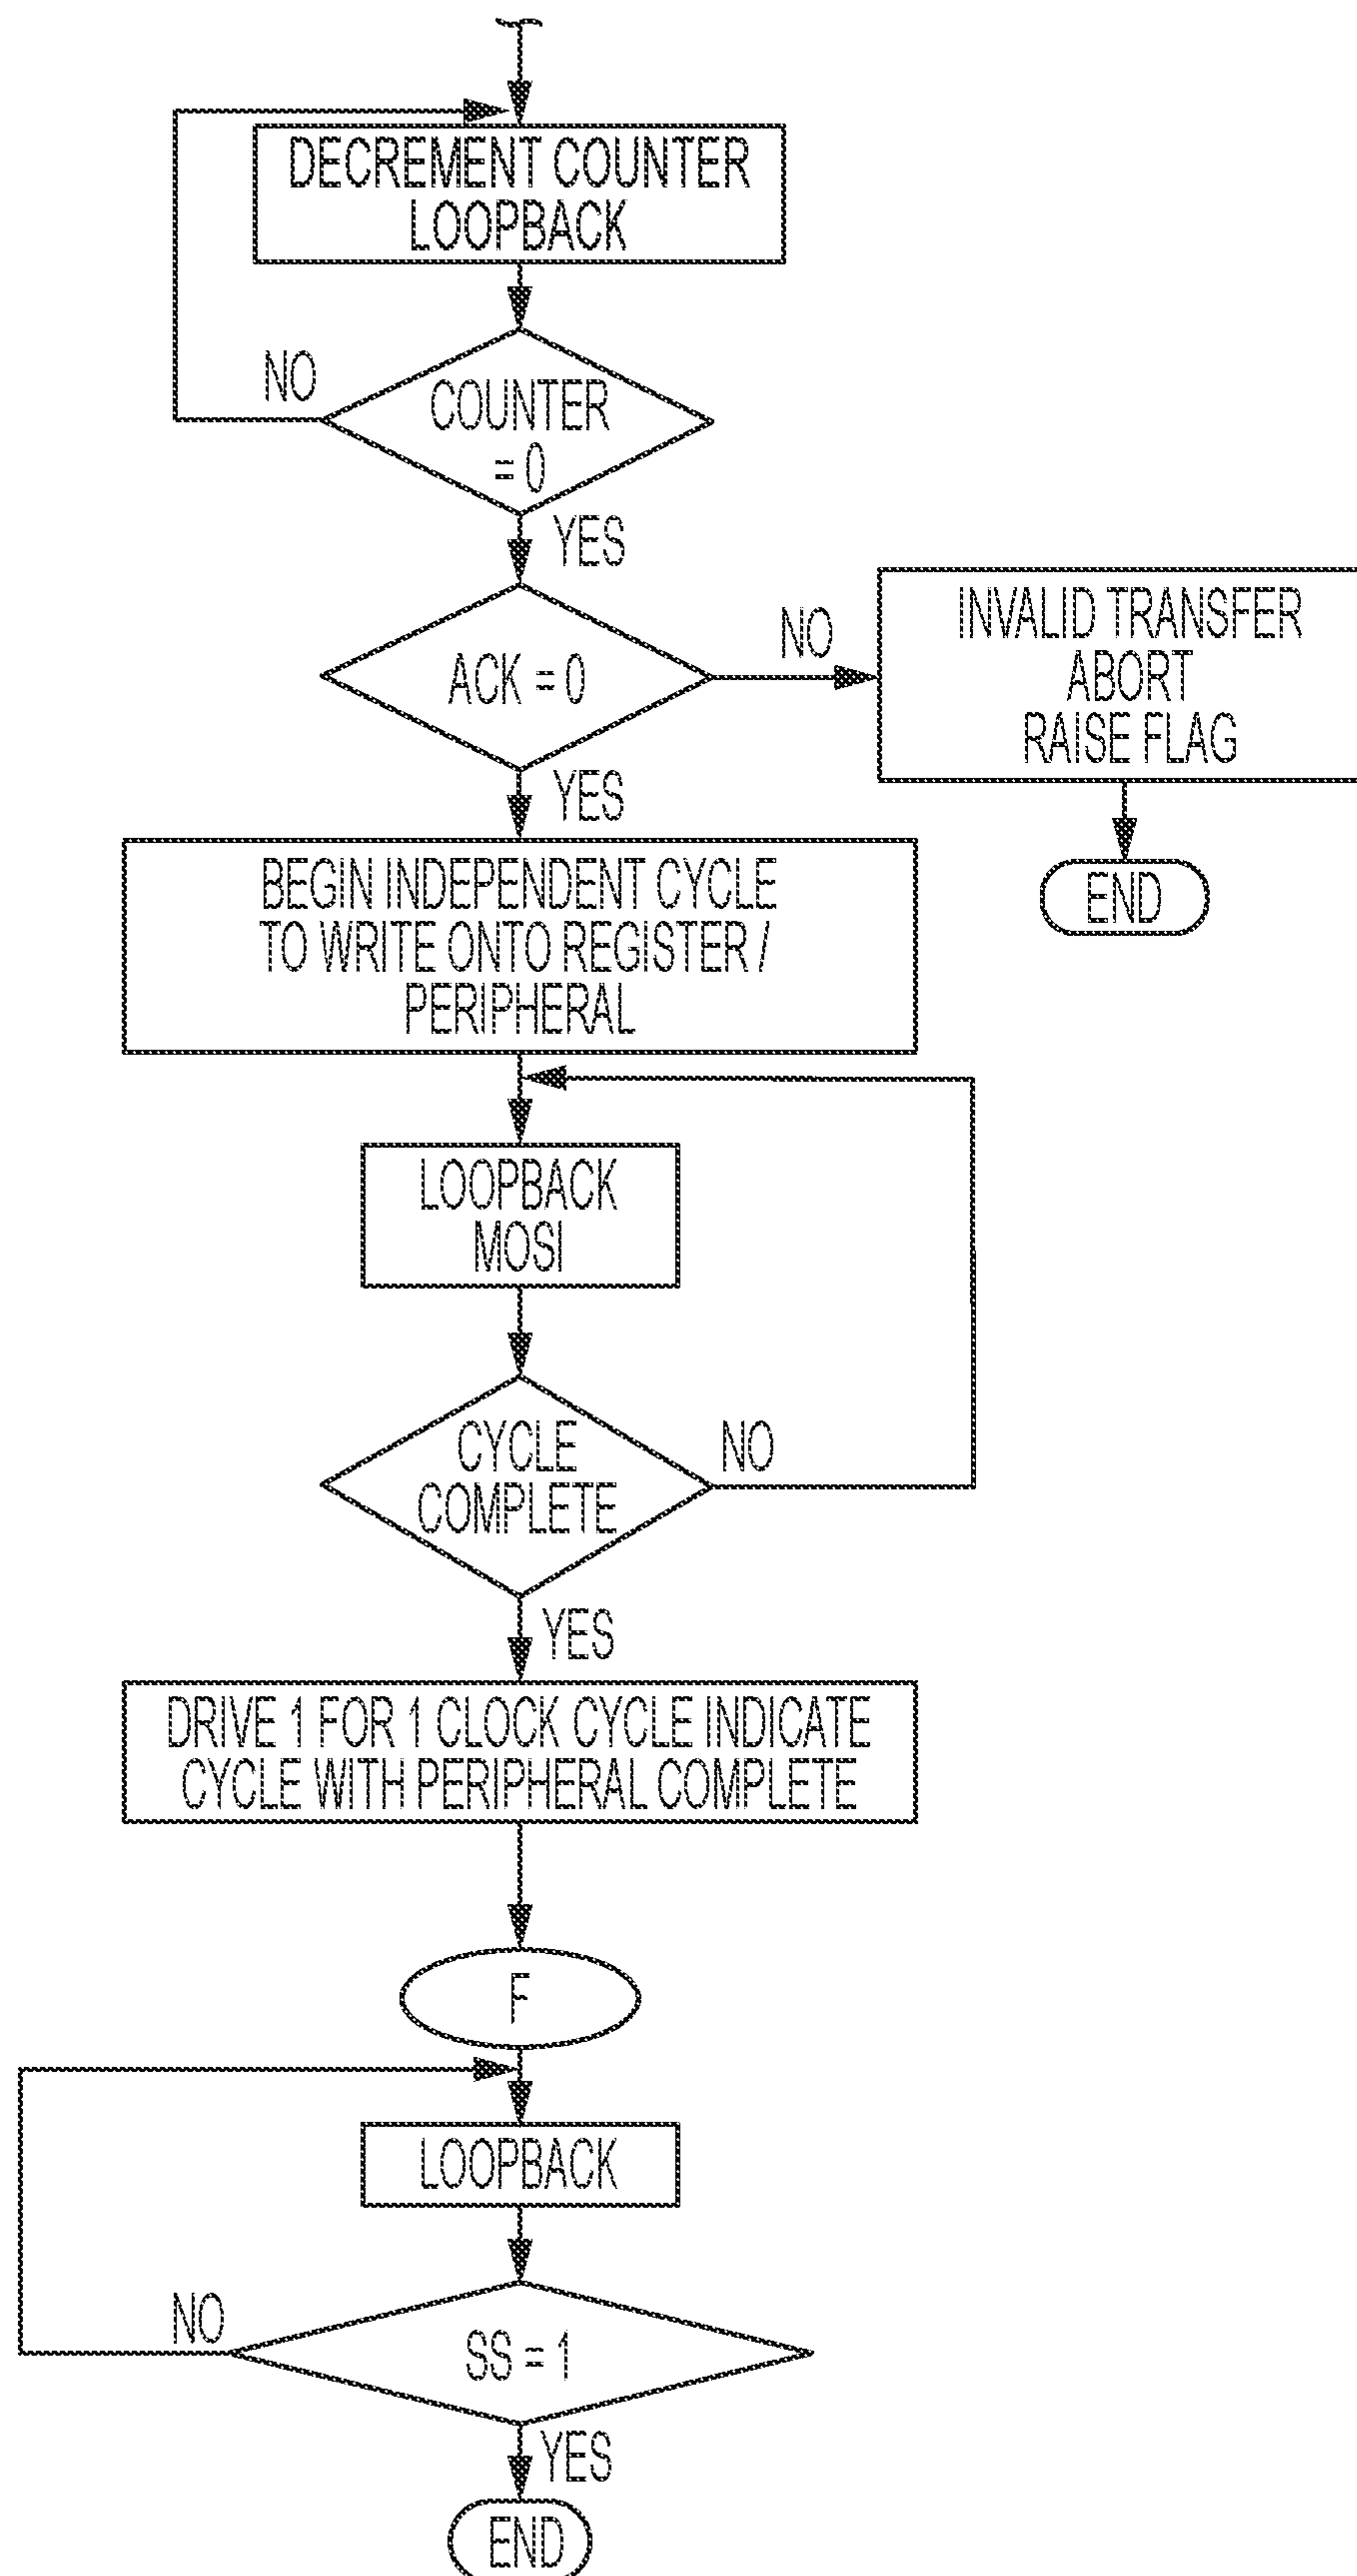 DECREMENT COUNTER
LOOPBACK
NO
COUNTER
= 0
YES
ACK = 0
NO
INVALID TRANSFER
ABORT
RAISE FLAG
YES
END
BEGIN INDEPENDENT CYCLE
TO WRITE ONTO REGISTER /
PERIPHERAL
LOOPBACK
MOSI
CYCLE
COMPLETE
NO
YES
DRIVE 1 FOR 1 CLOCK CYCLE INDICATE
CYCLE WITH PERIPHERAL COMPLETE
F
LOOPBACK
NO
SS = 1
YES
END